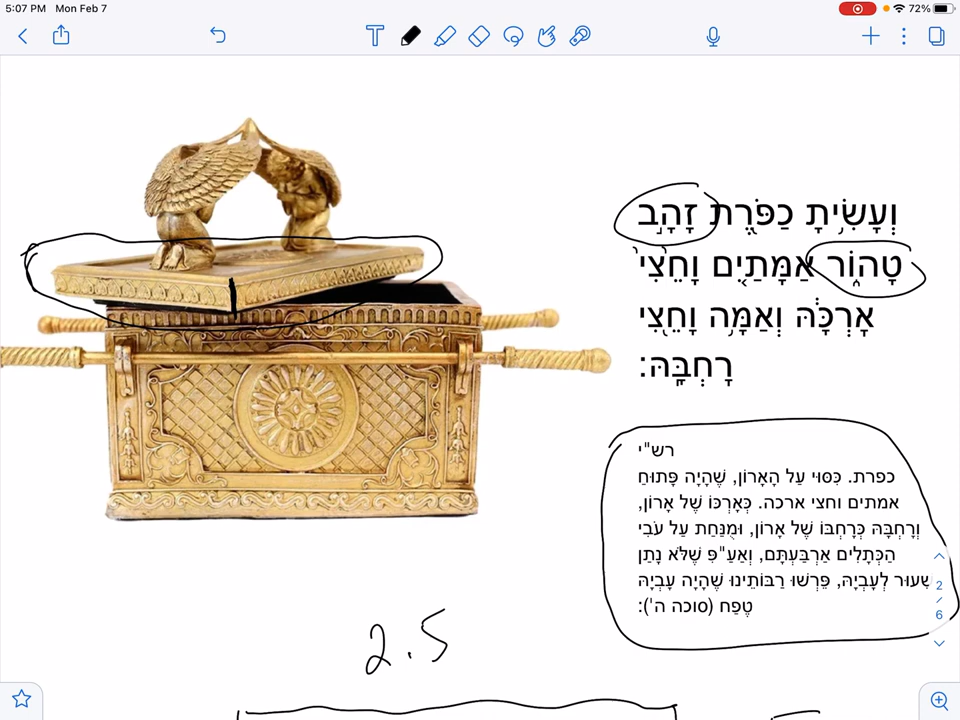 5:07 PM Mon Feb 7
72%
T
וְעָשִׂ֥יתָ כַפֹּ֖רֶת זָהָ֣ב
טָה֑וֹר אַמָּתַ֤יִם וָחֵ֙צִי֙
אָרְכָּ֔הּ וְאַמָּ֥ה וָחֵ֖צִי
רָחְבָּֽהּ׃
רש"י
כפרת. כִּסּוּי עַל הָאָרוֹן, שֶׁהָיָה פָּתוּחַ
אמתים וחצי ארכה. כְּאָרְכּוֹ שֶׁל אָרוֹן,
וְרָחְבָּהּ כְּרָחְבּוֹ שֶׁל אָרוֹן, וּמֻנַּחַת עַל עֹבִי
הַכְּתָלִים אַרְבַּעְתָּם, וְאַעַ"פִּ שֶׁלֹּא נָתַן
שִׁעוּר לְעָבְיָהּ, פֵּרְשׁוּ רַבּוֹתֵינוּ שֶׁהָיָה עָבְיָהּ
טֶפַח (סוכה ה'):
2
/
6
2.5